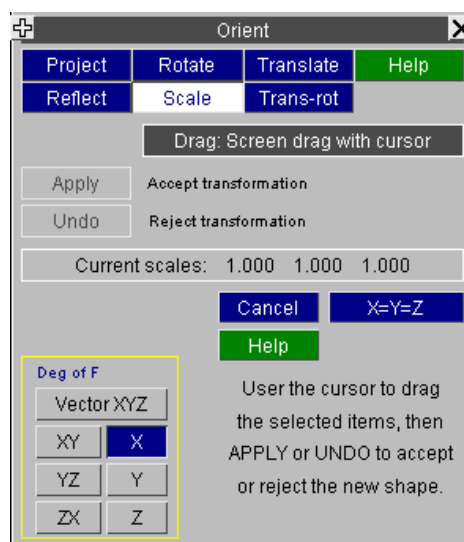 Orient
Project Rotate Translate Help
Reflect Scale Trans-rot
Drag: Screen drag with cursor
Apply Accept transformation
Undo Reject transformation
Current scales: 1.000 1.000 1.000
Cancel X=Y=Z
Help
Deg of F
Vector XYZ
XY X
YZ Y
ZX Z
User the cursor to drag
the selected items, then
APPLY or UNDO to accept
or reject the new shape.